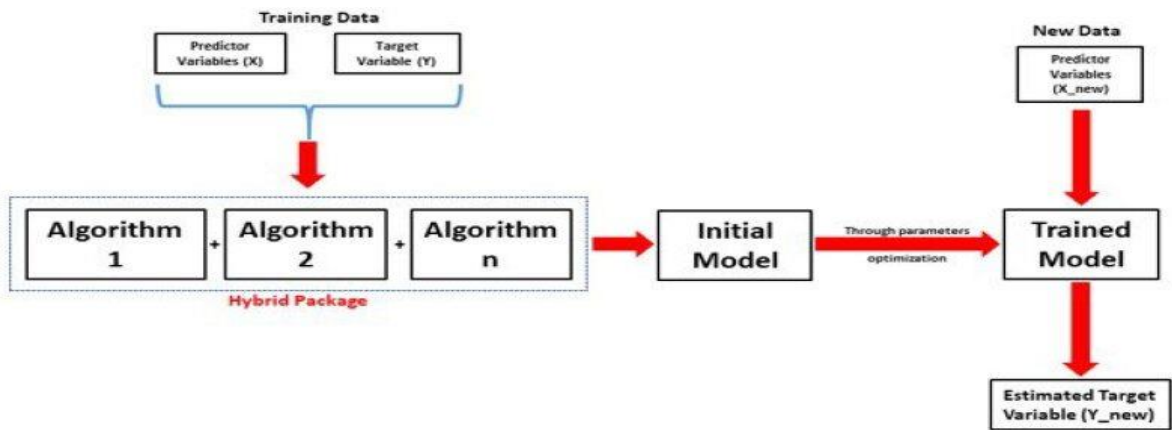 Training Data
Predictor
Variables (X)
Target
Variable (Y)
New Data
Predictor
Variables
(X_new)
Algorithm
1
+
Algorithm
2
+
Algorithm
n
Hybrid Package
Initial
Model
Through parameters
optimization
Trained
Model
Estimated Target
Variable (Y_new)